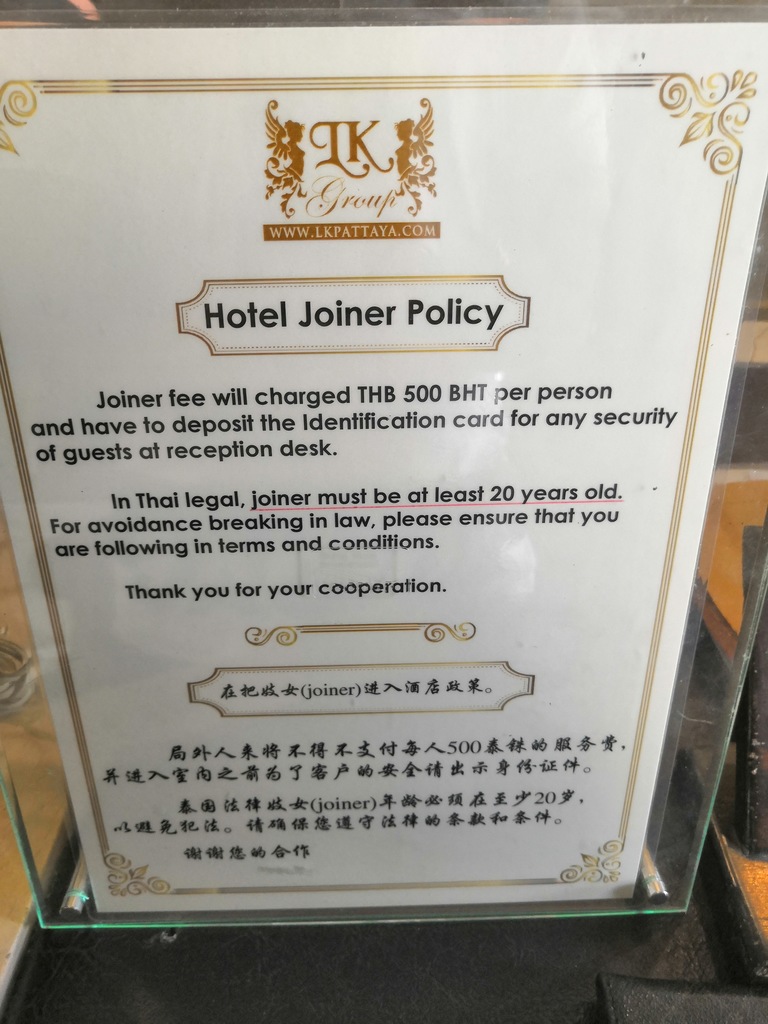 LK
Group
WWW.LKPATTAYA.COM
Hotel Joiner Policy
Joiner fee will charged THB 500 BHT per person
and have to deposit the Identification card for any security
of guests at reception desk.
In Thai legal, joiner must be at least 20 years old.
For avoidance breaking in law, please ensure that you
are following in terms and conditions.
Thank you for your cooperation.
在把妓女(joiner)进入酒店政策。
局外人来将不得不支付每人500泰铢的服务费,
并进入室内之前为了客户的安全请出示身份证件。
泰国法律妓女(joiner)年龄必须在至少20岁,
以避免犯法。请确保您遵守法律的条款和条件。
谢谢您的合作